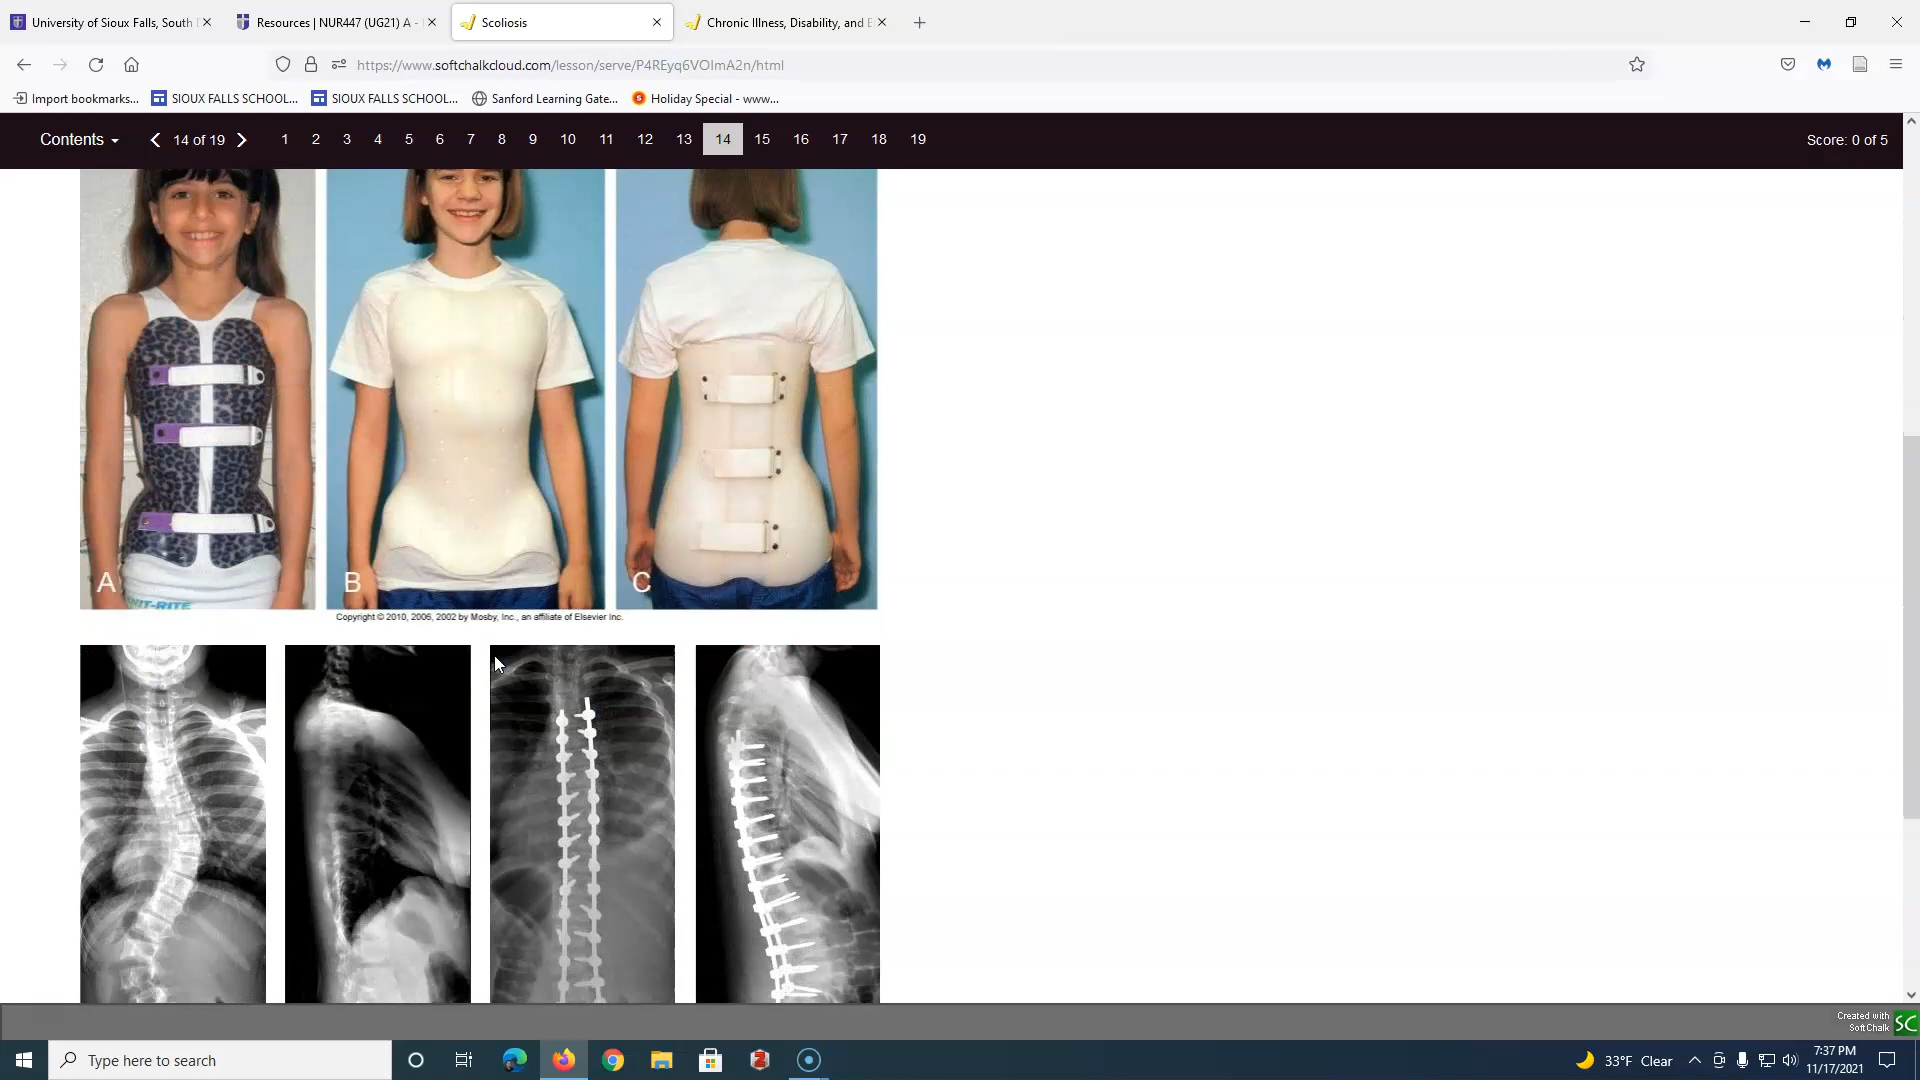 University of Sioux Falls, South
Resources | NUR447 (UG21) A -
Scoliosis
Chronic Illness, Disability, and E
https://www.softchalkcloud.com/lesson/serve/P4REyq6VOImA2n/html
Import bookmarks...
SIOUX FALLS SCHOOL...
SIOUX FALLS SCHOOL...
Sanford Learning Gate...
Holiday Special - www...
Contents
14 of 19
1 2 3 4 5 6 7 8 9 10 11 12 13 14 15 16 17 18 19
Score: 0 of 5
A
B
C
NIT-RITE
Copyright © 2010, 2006, 2002 by Mosby, Inc., an affiliate of Elsevier Inc.
Created with
SoftChalk
SC
Type here to search
33°F Clear
7:37 PM
11/17/2021